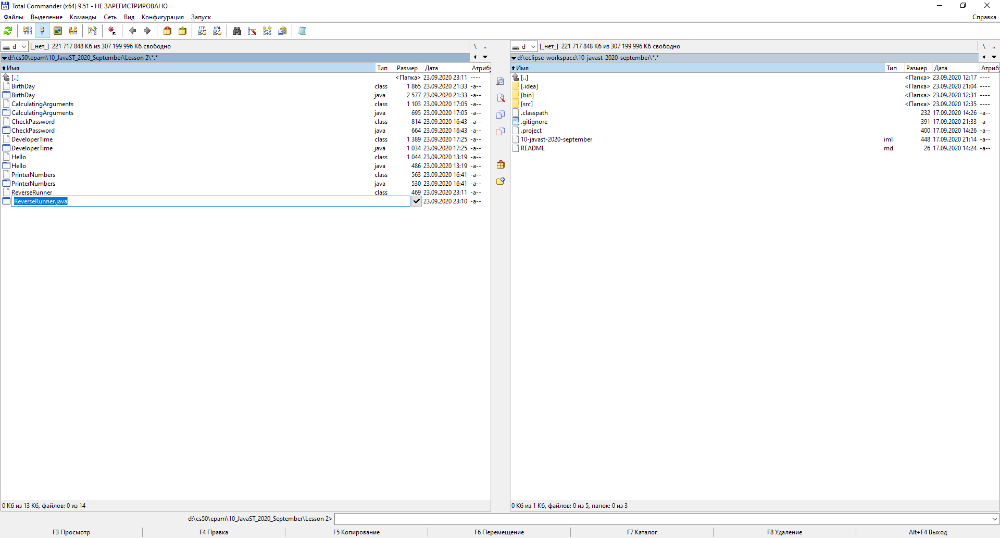 Total Commander (x64) 9.51 - НЕ ЗАРЕГИСТРИРОВАНО
Файлы Выделение Команды Сеть Вид Конфигурация Запуск Справка
FTP URL
d [_нет_] 221 717 848 Кб из 307 199 996 Кб свободно \ ..
d:\cs50\epam\10_JavaST_2020_September\Lesson 2\*.* *
Имя Тип Размер Дата Атрибу
[..] <Папка> 23.09.2020 23:11 ----
BirthDay class 1 865 23.09.2020 21:33 -a--
BirthDay java 2 577 23.09.2020 21:33 -a--
CalculatingArguments class 1 103 23.09.2020 17:05 -a--
CalculatingArguments java 695 23.09.2020 17:05 -a--
CheckPassword class 814 23.09.2020 16:43 -a--
CheckPassword java 664 23.09.2020 16:43 -a--
DeveloperTime class 1 389 23.09.2020 17:25 -a--
DeveloperTime java 1 034 23.09.2020 17:25 -a--
Hello class 1 044 23.09.2020 13:19 -a--
Hello java 486 23.09.2020 13:19 -a--
PrinterNumbers class 563 23.09.2020 16:41 -a--
PrinterNumbers java 530 23.09.2020 16:41 -a--
ReverseRunner class 469 23.09.2020 23:11 -a--
ReverseRunner.java 23.09.2020 23:10 -a--
0 Кб из 13 Кб, файлов: 0 из 14
d [_нет_] 221 717 848 Кб из 307 199 996 Кб свободно \ ..
d:\eclipse-workspace\10-javast-2020-september\*.* *
Имя Тип Размер Дата Атриб
[..] <Папка> 23.09.2020 12:17 ----
[.idea] <Папка> 23.09.2020 21:04 ----
[bin] <Папка> 23.09.2020 12:31 ----
[src] <Папка> 23.09.2020 12:35 ----
.classpath 232 17.09.2020 14:26 -a--
.gitignore 391 17.09.2020 21:33 -a--
.project 400 17.09.2020 14:26 -a--
10-javast-2020-september iml 448 17.09.2020 21:14 -a--
README md 26 17.09.2020 14:24 -a--
0 Кб из 1 Кб, файлов: 0 из 5, папок: 0 из 3
d:\cs50\epam\10_JavaST_2020_September\Lesson 2>
F3 Просмотр F4 Правка F5 Копирование F6 Перемещение F7 Каталог F8 Удаление Alt+F4 Выход